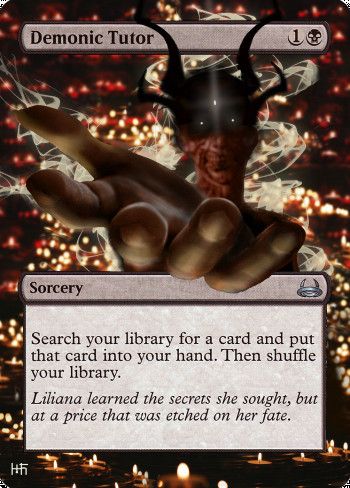 Demonic Tutor 1
Sorcery
Search your library for a card and put
that card into your hand. Then shuffle
your library.
Liliana learned the secrets she sought, but
at a price that was etched on her fate.